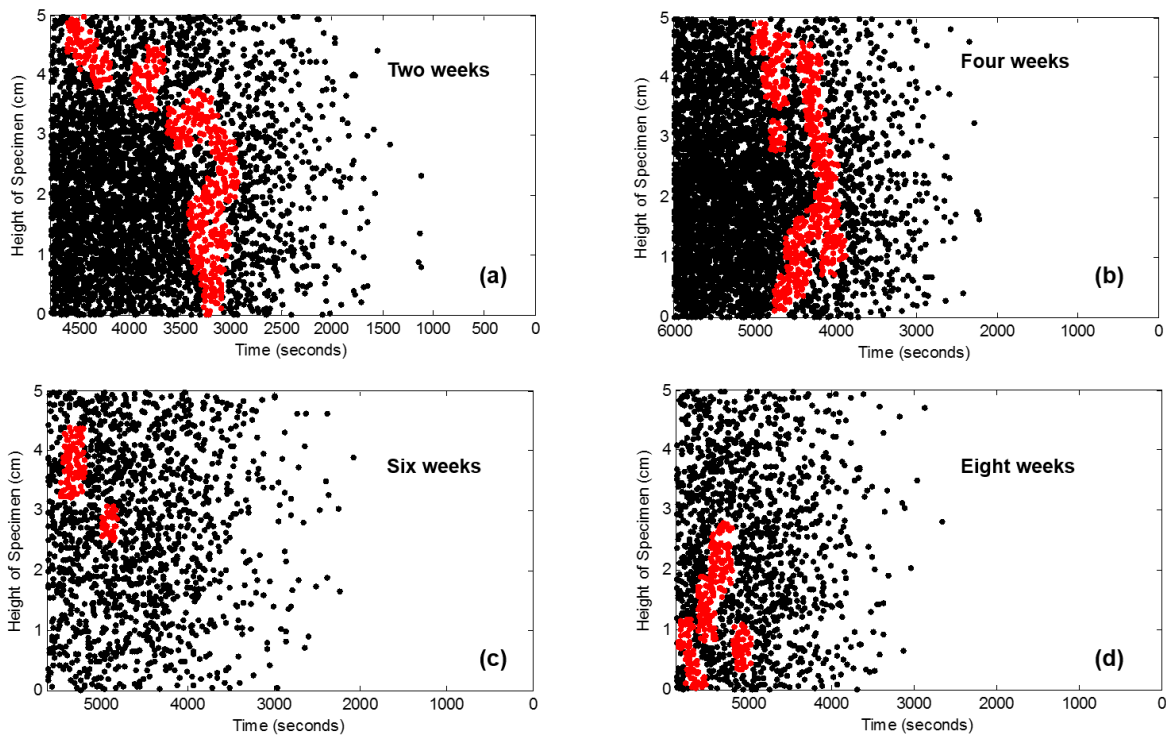 5
4
3
2
1
0
Height of Specimen (cm)
Two weeks
(a)
4500 4000 3500 3000 2500 2000 1500 1000 500 0
Time (seconds)
5
4
3
2
1
0
Height of Specimen (cm)
Four weeks
(b)
6000 5000 4000 3000 2000 1000 0
Time (seconds)
5
4
3
2
1
0
Height of Specimen (cm)
Six weeks
(c)
5000 4000 3000 2000 1000 0
Time (seconds)
5
4
3
2
1
0
Height of Specimen (cm)
Eight weeks
(d)
5000 4000 3000 2000 1000 0
Time (seconds)